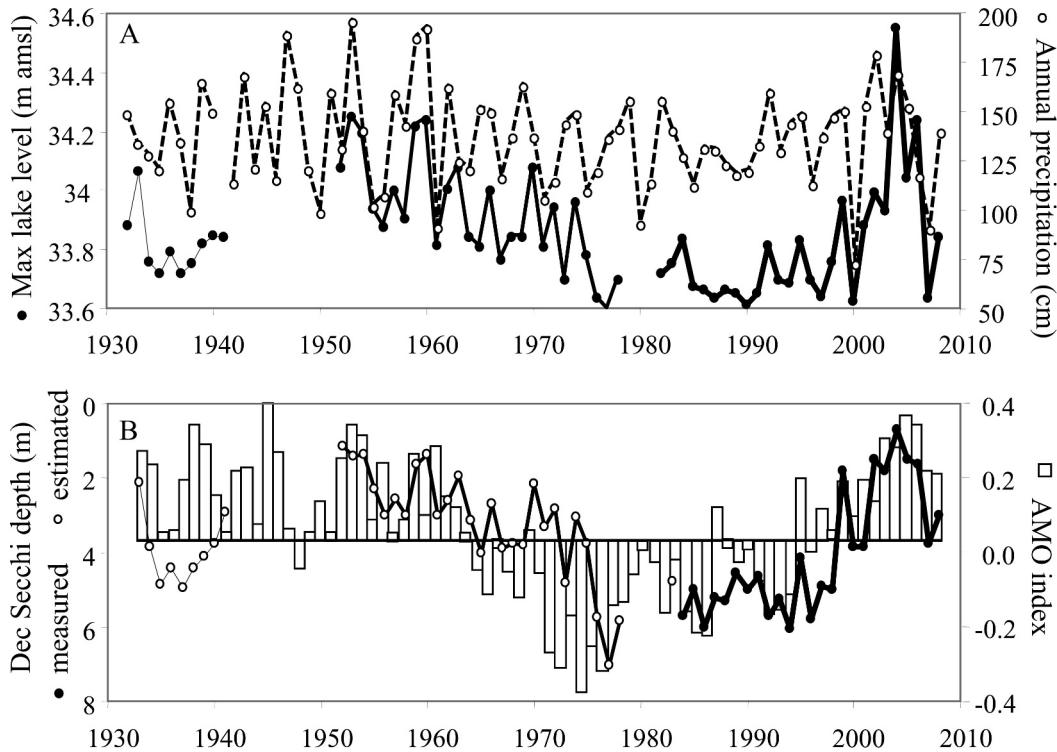 A
34.6
34.4
34.2
34
33.8
33.6
● Max lake level (m amsl)
200
175
150
125
100
75
50
○ Annual precipitation (cm)
1930 1940 1950 1960 1970 1980 1990 2000 2010
B
0
2
4
6
8
Dec Secchi depth (m)
● measured ○ estimated
0.4
0.2
0.0
-0.2
-0.4
□ AMO index
1930 1940 1950 1960 1970 1980 1990 2000 2010